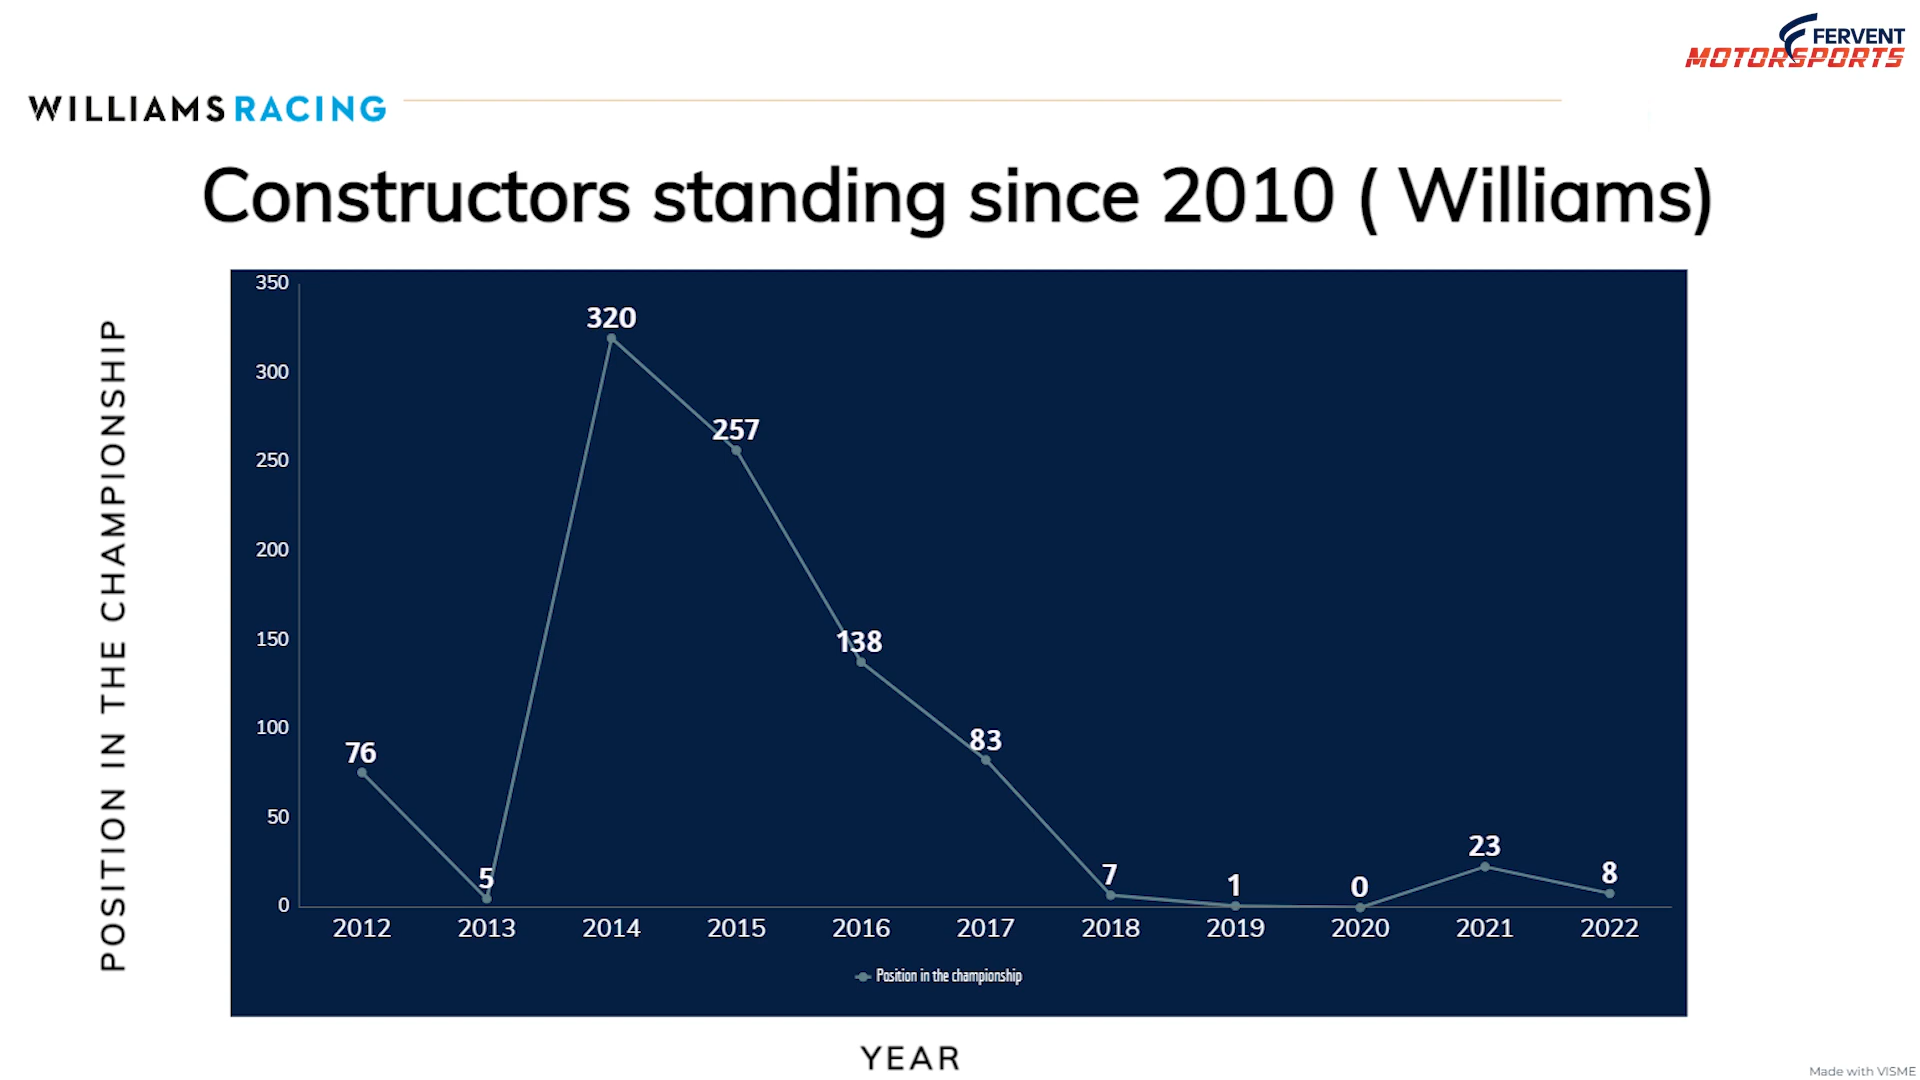 FERVENT
MOTORSPORTS
WILLIAMS RACING
Constructors standing since 2010 ( Williams)
POSITION IN THE CHAMPIONSHIP
350
300
250
200
150
100
50
0
76
5
320
257
138
83
7
1
0
23
8
2012 2013 2014 2015 2016 2017 2018 2019 2020 2021 2022
Position in the championship
YEAR
Made with VISME